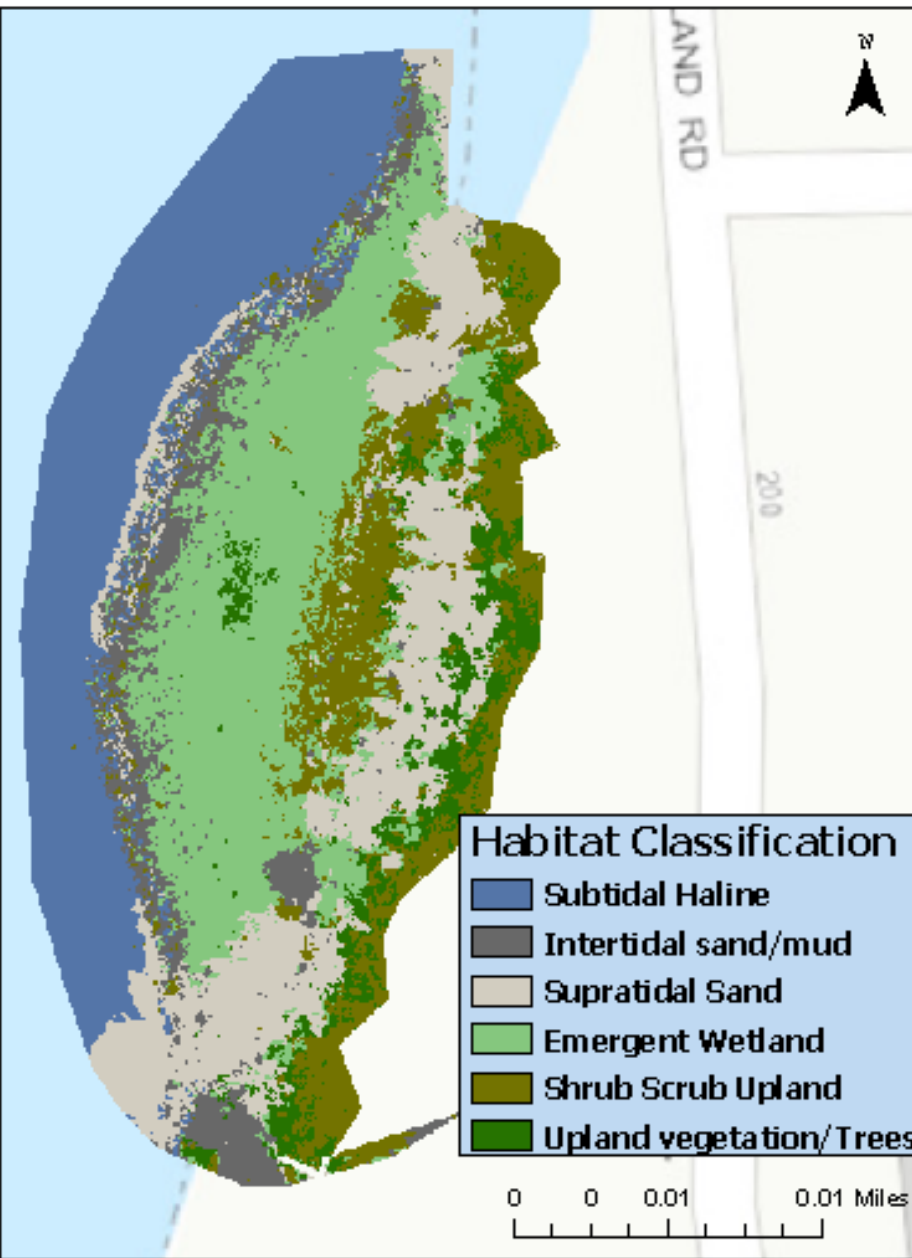 LAND RD
N
200
Habitat Classification
Subtidal Haline
Intertidal sand/mud
Supratidal Sand
Emergent Wetland
Shrub Scrub Upland
Upland vegetation/Trees
0 0 0.01 0.01 Miles